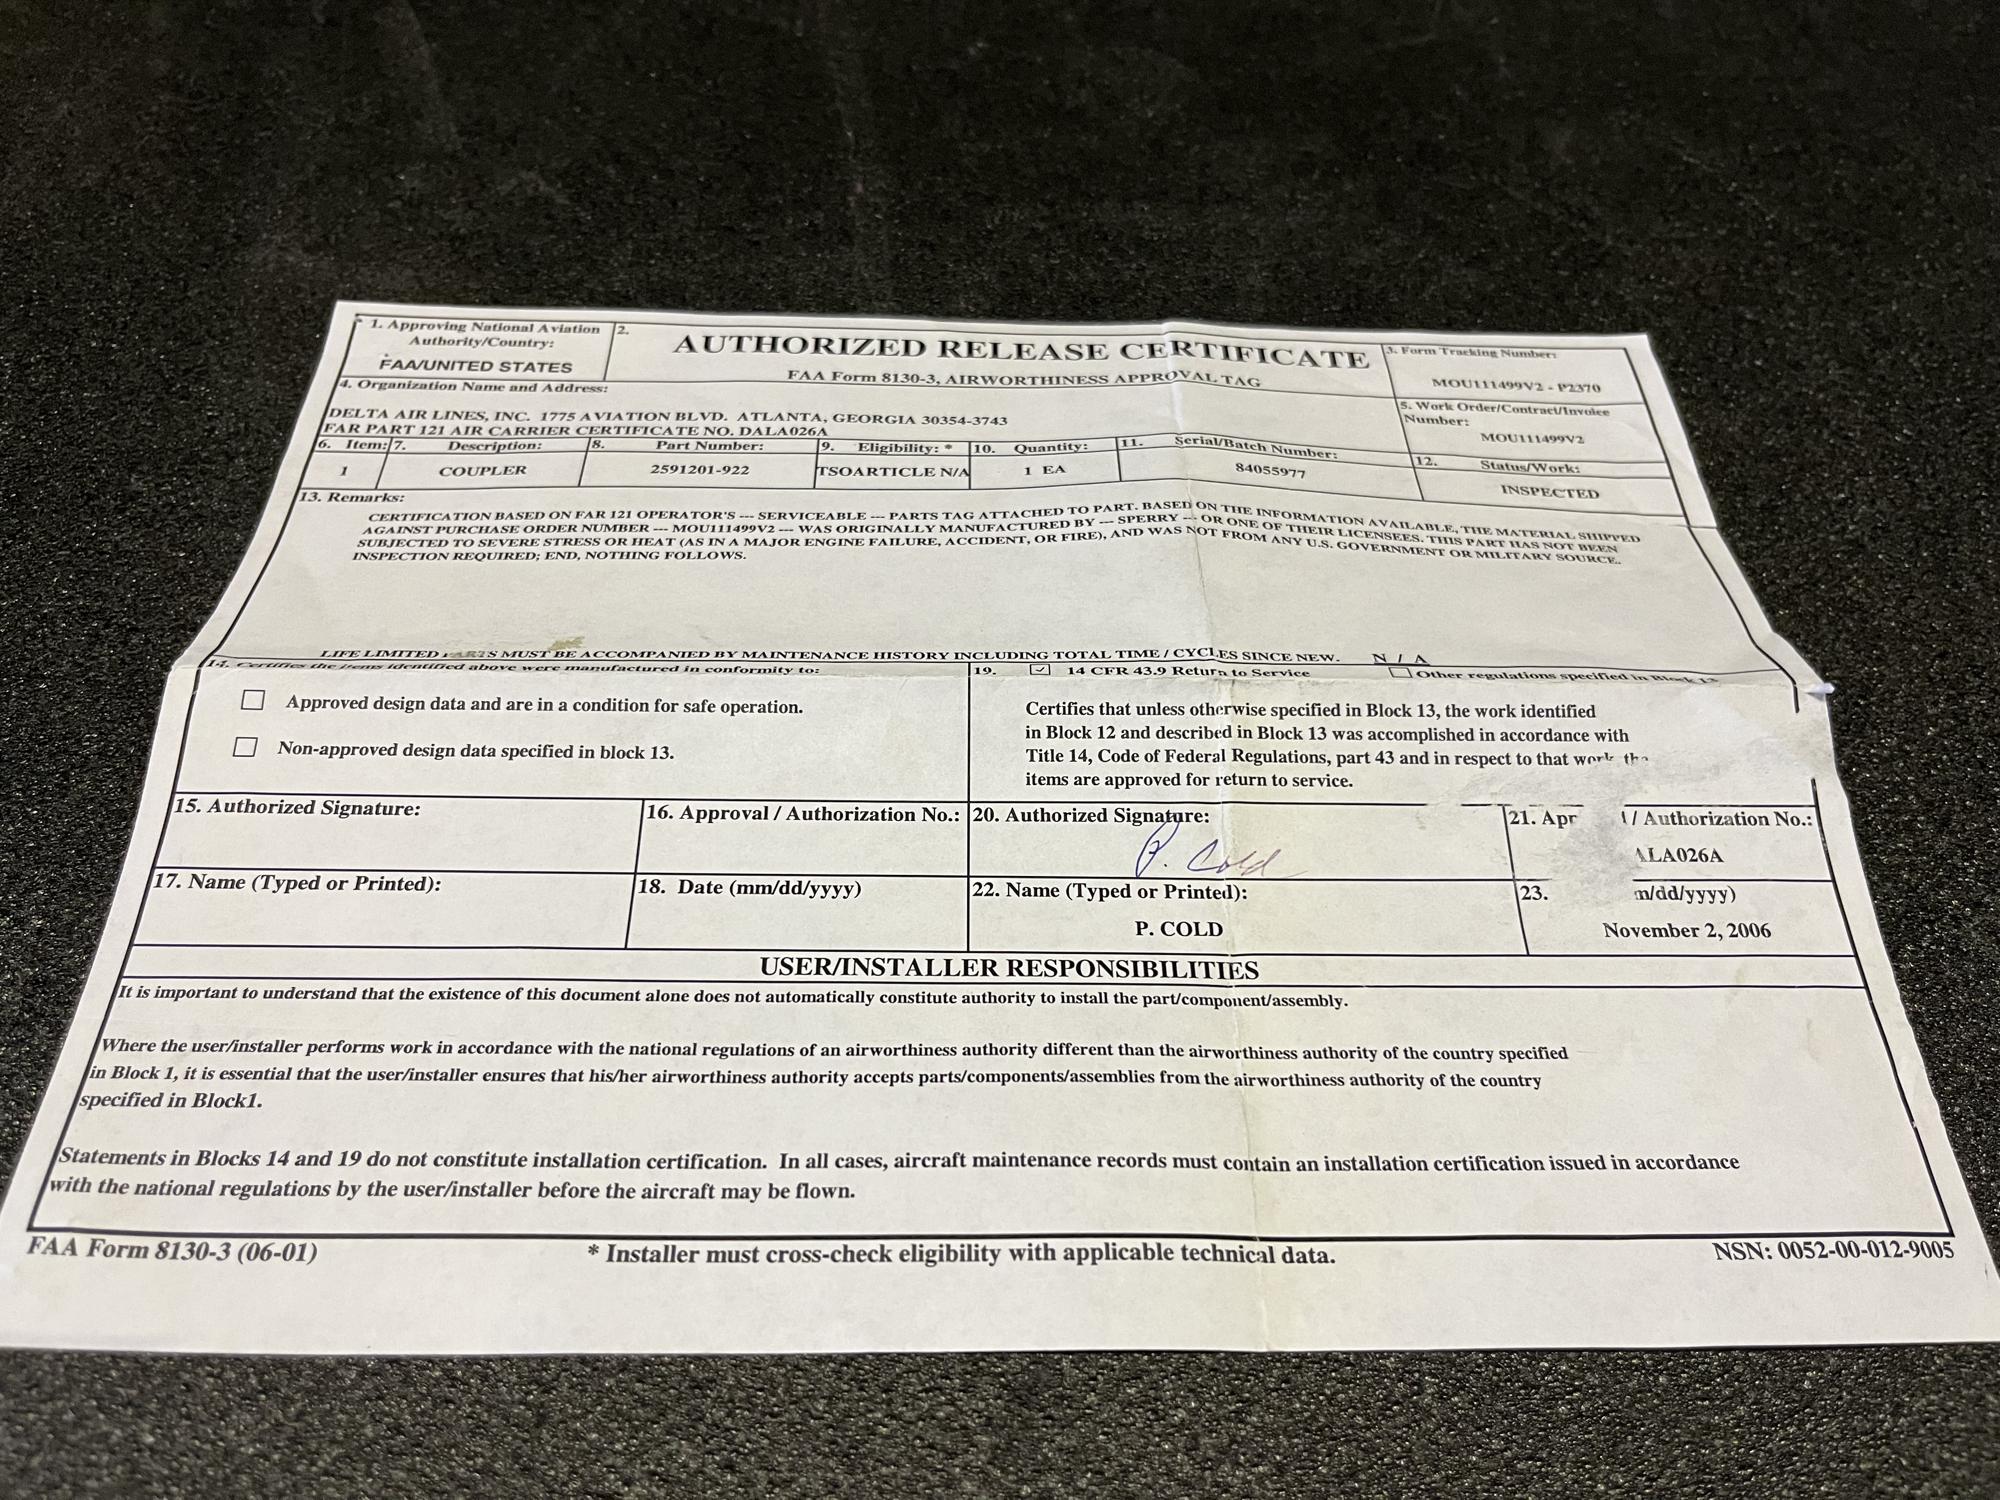 1. Approving National Aviation Authority/Country:
FAA/UNITED STATES
2.
AUTHORIZED RELEASE CERTIFICATE
FAA Form 8130-3, AIRWORTHINESS APPROVAL TAG
3. Form Tracking Number:
MOU111499V2 - P2370
4. Organization Name and Address:
DELTA AIR LINES, INC. 1775 AVIATION BLVD. ATLANTA, GEORGIA 30354-3743
FAR PART 121 AIR CARRIER CERTIFICATE NO. DALA026A
5. Work Order/Contract/Invoice Number:
MOU111499V2
6. Item:
1
7. Description:
COUPLER
8. Part Number:
2591201-922
9. Eligibility: *
TSOARTICLE N/A
10. Quantity:
1 EA
11. Serial/Batch Number:
84055977
12. Status/Work:
INSPECTED
13. Remarks:
CERTIFICATION BASED ON FAR 121 OPERATOR'S --- SERVICEABLE --- PARTS TAG ATTACHED TO PART. BASED ON THE INFORMATION AVAILABLE, THE MATERIAL SHIPPED
AGAINST PURCHASE ORDER NUMBER --- MOU111499V2 --- WAS ORIGINALLY MANUFACTURED BY --- SPERRY --- OR ONE OF THEIR LICENSEES. THIS PART HAS NOT BEEN
SUBJECTED TO SEVERE STRESS OR HEAT (AS IN A MAJOR ENGINE FAILURE, ACCIDENT, OR FIRE), AND WAS NOT FROM ANY U.S. GOVERNMENT OR MILITARY SOURCE.
INSPECTION REQUIRED; END, NOTHING FOLLOWS.
LIFE LIMITED PARTS MUST BE ACCOMPANIED BY MAINTENANCE HISTORY INCLUDING TOTAL TIME / CYCLES SINCE NEW. N / A
14. Certifies the items identified above were manufactured in conformity to:
Approved design data and are in a condition for safe operation.
Non-approved design data specified in block 13.
19. 14 CFR 43.9 Return to Service Other regulations specified in Block 13
Certifies that unless otherwise specified in Block 13, the work identified
in Block 12 and described in Block 13 was accomplished in accordance with
Title 14, Code of Federal Regulations, part 43 and in respect to that work the
items are approved for return to service.
15. Authorized Signature:
16. Approval / Authorization No.:
20. Authorized Signature:
P. Cold
21. Apr l / Authorization No.:
ALA026A
17. Name (Typed or Printed):
18. Date (mm/dd/yyyy)
22. Name (Typed or Printed):
P. COLD
23. m/dd/yyyy)
November 2, 2006
USER/INSTALLER RESPONSIBILITIES
It is important to understand that the existence of this document alone does not automatically constitute authority to install the part/component/assembly.
Where the user/installer performs work in accordance with the national regulations of an airworthiness authority different than the airworthiness authority of the country specified
in Block 1, it is essential that the user/installer ensures that his/her airworthiness authority accepts parts/components/assemblies from the airworthiness authority of the country
specified in Block1.
Statements in Blocks 14 and 19 do not constitute installation certification. In all cases, aircraft maintenance records must contain an installation certification issued in accordance
with the national regulations by the user/installer before the aircraft may be flown.
FAA Form 8130-3 (06-01)
* Installer must cross-check eligibility with applicable technical data.
NSN: 0052-00-012-9005